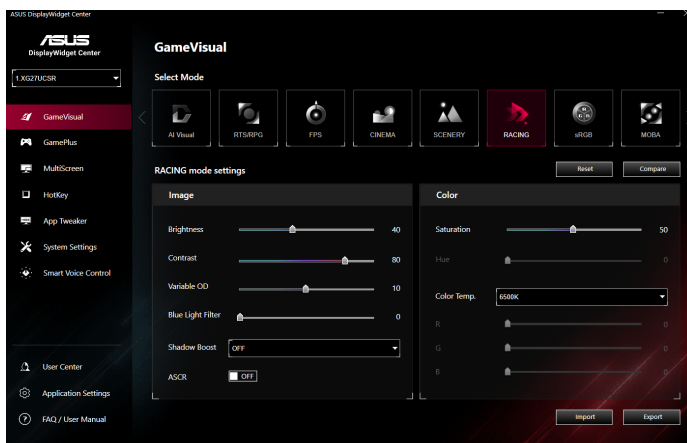 ASUS DisplayWidget Center
ASUS
DisplayWidget Center
1.XG27UCSR
GameVisual
GamePlus
MultiScreen
HotKey
App Tweaker
System Settings
Smart Voice Control
User Center
Application Settings
FAQ / User Manual
GameVisual
Select Mode
AI Visual
RTS/RPG
FPS
CINEMA
SCENERY
RACING
R G B
sRGB
MOBA
RACING mode settings
Reset
Compare
Image
Brightness 40
Contrast 80
Variable OD 10
Blue Light Filter 0
Shadow Boost OFF
ASCR OFF
Color
Saturation 50
Hue 0
Color Temp. 6500K
R 0
G 0
B 0
Import
Export